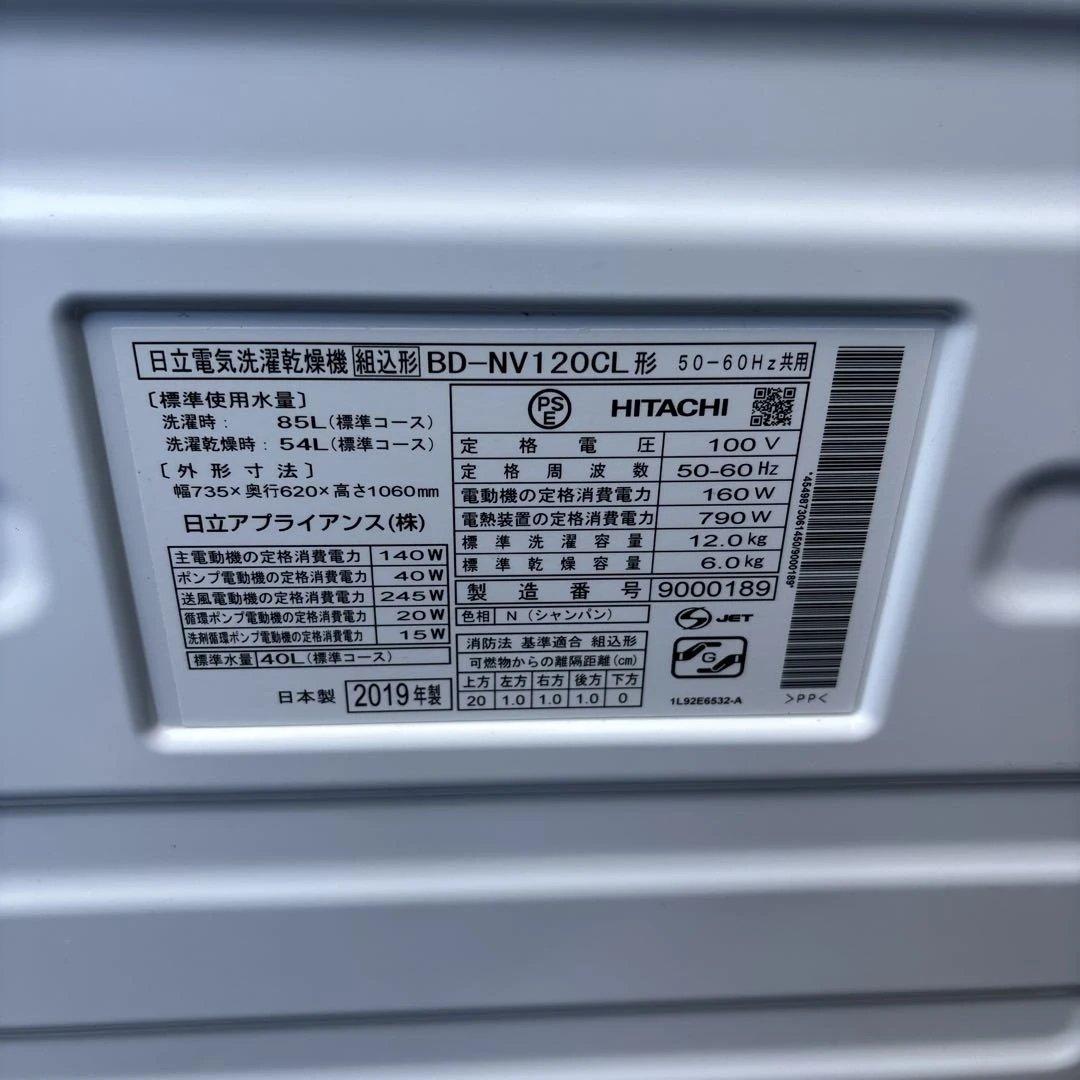 日立電気洗濯乾燥機 組込形 BD-NV120CL形 50-60Hz共用
〔標準使用水量〕
洗濯時： 85L(標準コース)
洗濯乾燥時： 54L(標準コース)
〔外形寸法〕
幅735×奥行620×高さ1060mm
日立アプライアンス(株)
主電動機の定格消費電力 140W
ポンプ電動機の定格消費電力 40W
送風電動機の定格消費電力 245W
循環ポンプ電動機の定格消費電力 20W
洗剤循環ポンプ電動機の定格消費電力 15W
標準水量 40L(標準コース)
日本製 2019年製
PSE HITACHI
定格電圧 100V
定格周波数 50-60Hz
電動機の定格消費電力 160W
電熱装置の定格消費電力 790W
標準洗濯容量 12.0kg
標準乾燥容量 6.0kg
製造番号 9000189
色相 N (シャンパン)
S JET
消防法 基準適合 組込形
可燃物からの離隔距離(cm)
上方 左方 右方 後方 下方
20 1.0 1.0 1.0 0
G
1L92E6532-A
>PP<
*4549873061450/9000189*